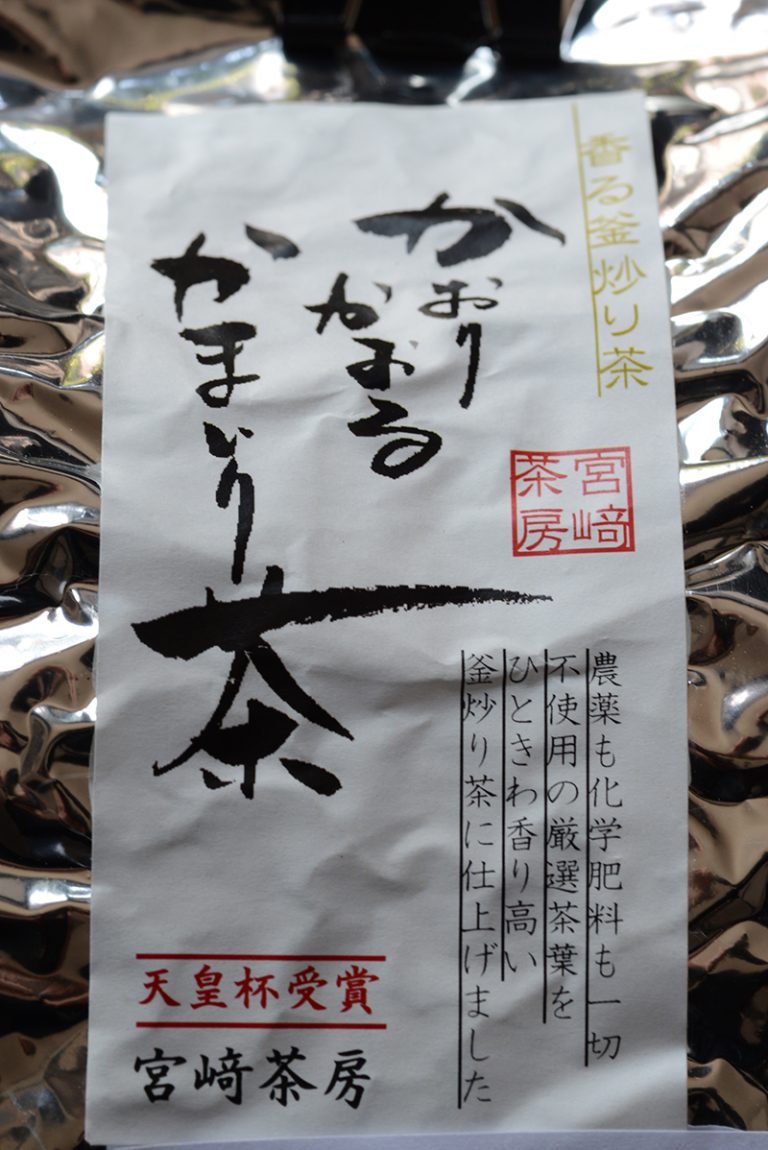 香る釜炒り茶
かおり
かおる
かまいり茶
宮﨑
茶房
農薬も化学肥料も一切
不使用の厳選茶葉を
ひときわ香り高い
釜炒り茶に仕上げました
天皇杯受賞
宮﨑茶房